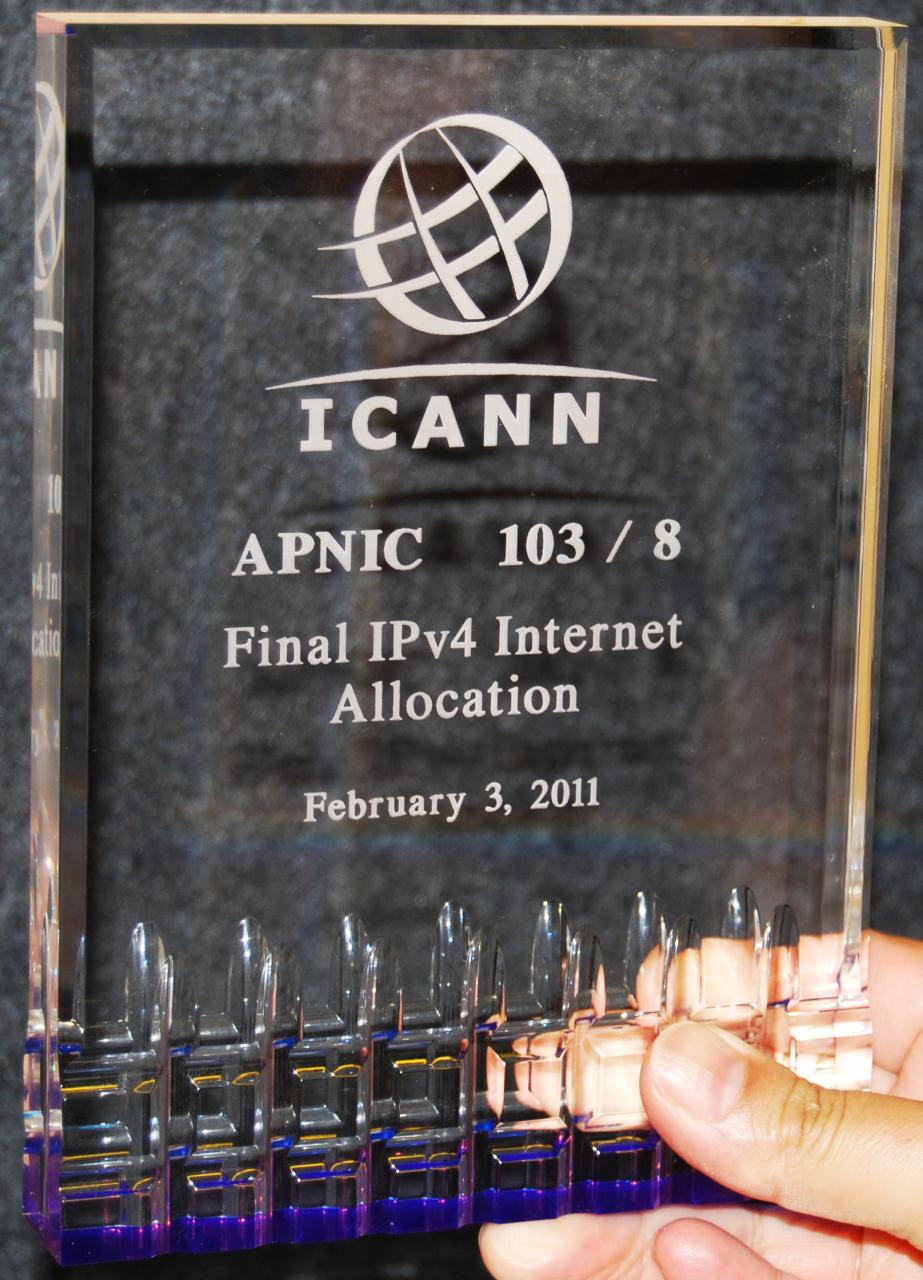 ICANN
APNIC 103 / 8
Final IPv4 Internet
Allocation
February 3, 2011